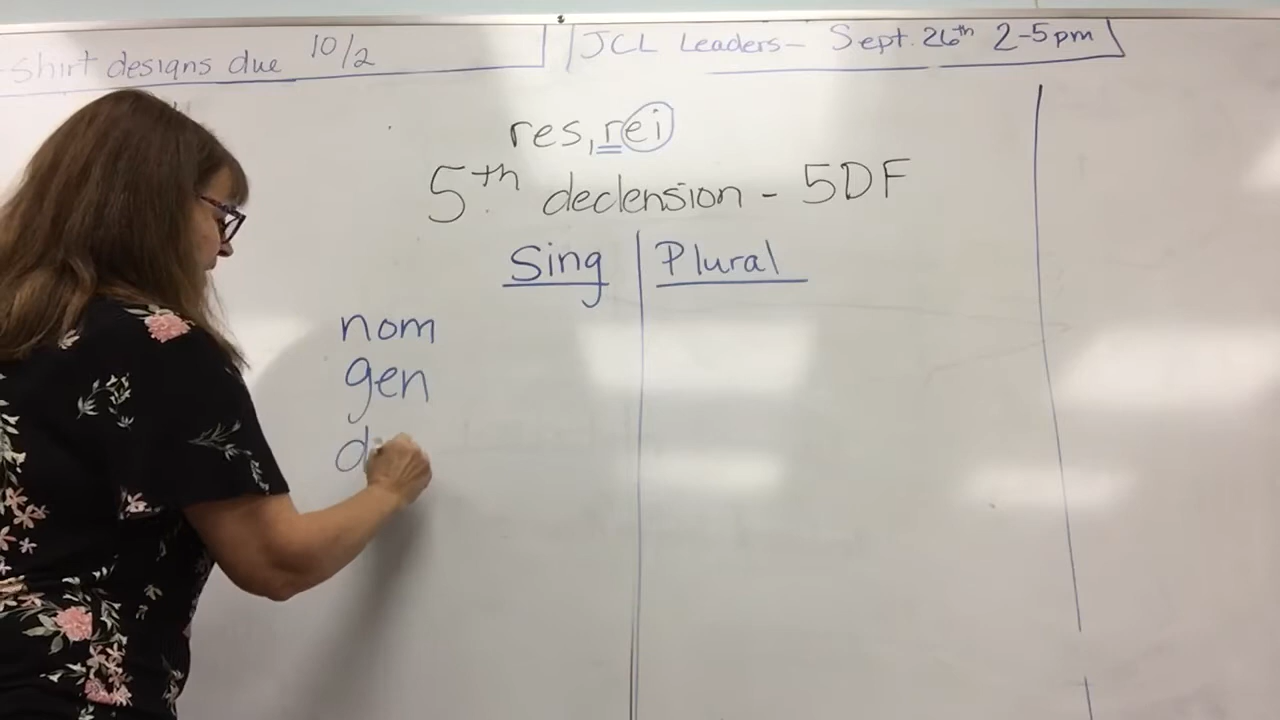 shirt designs due 10/2
JCL Leaders- Sept. 26th 2-5pm
res, rei
5th declension - 5DF
Sing Plural
nom
gen
d